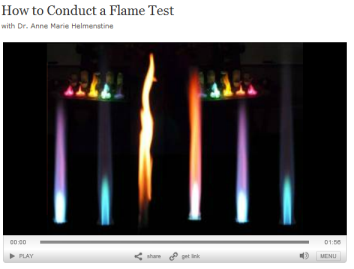 How to Conduct a Flame Test
with Dr. Anne Marie Helmenstine
00:00 01:56
PLAY share get link MENU